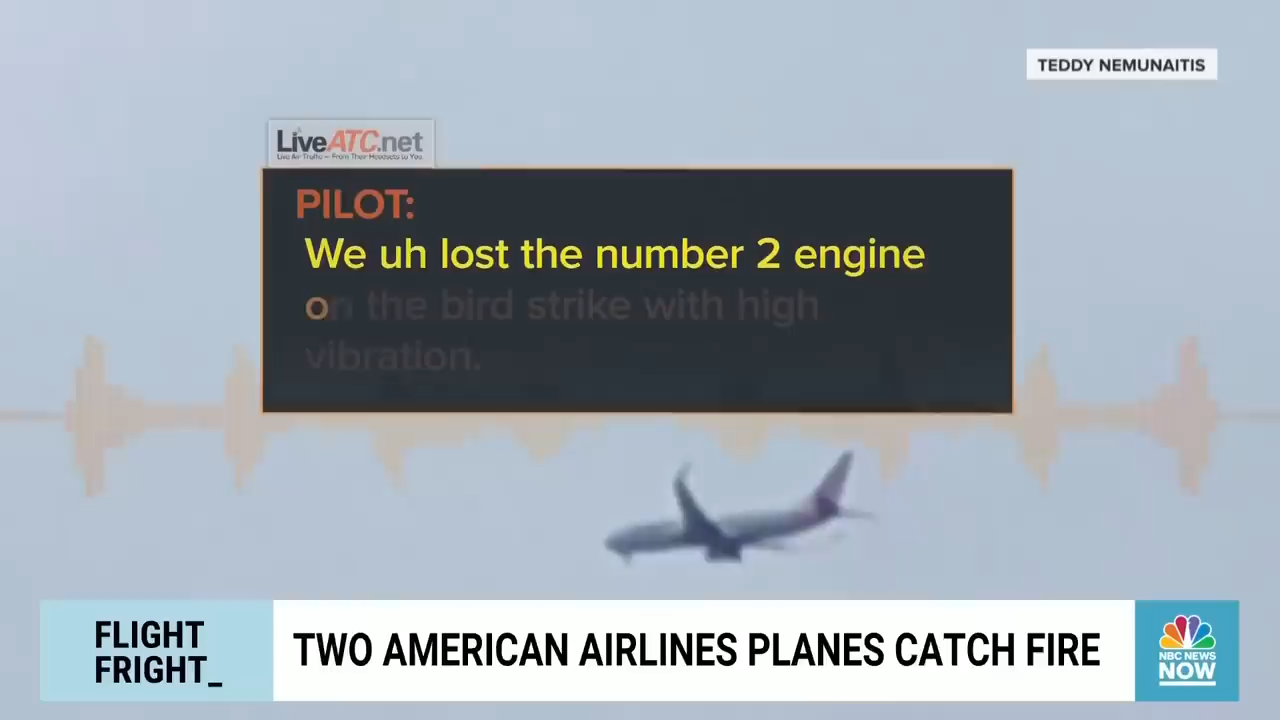 TEDDY NEMUNAITIS
LiveATC.net
Live Air Traffic - From Their Headsets to You
PILOT:
We uh lost the number 2 engine
on the bird strike with high
vibration.
FLIGHT
FRIGHT_
TWO AMERICAN AIRLINES PLANES CATCH FIRE
NBC NEWS
NOW